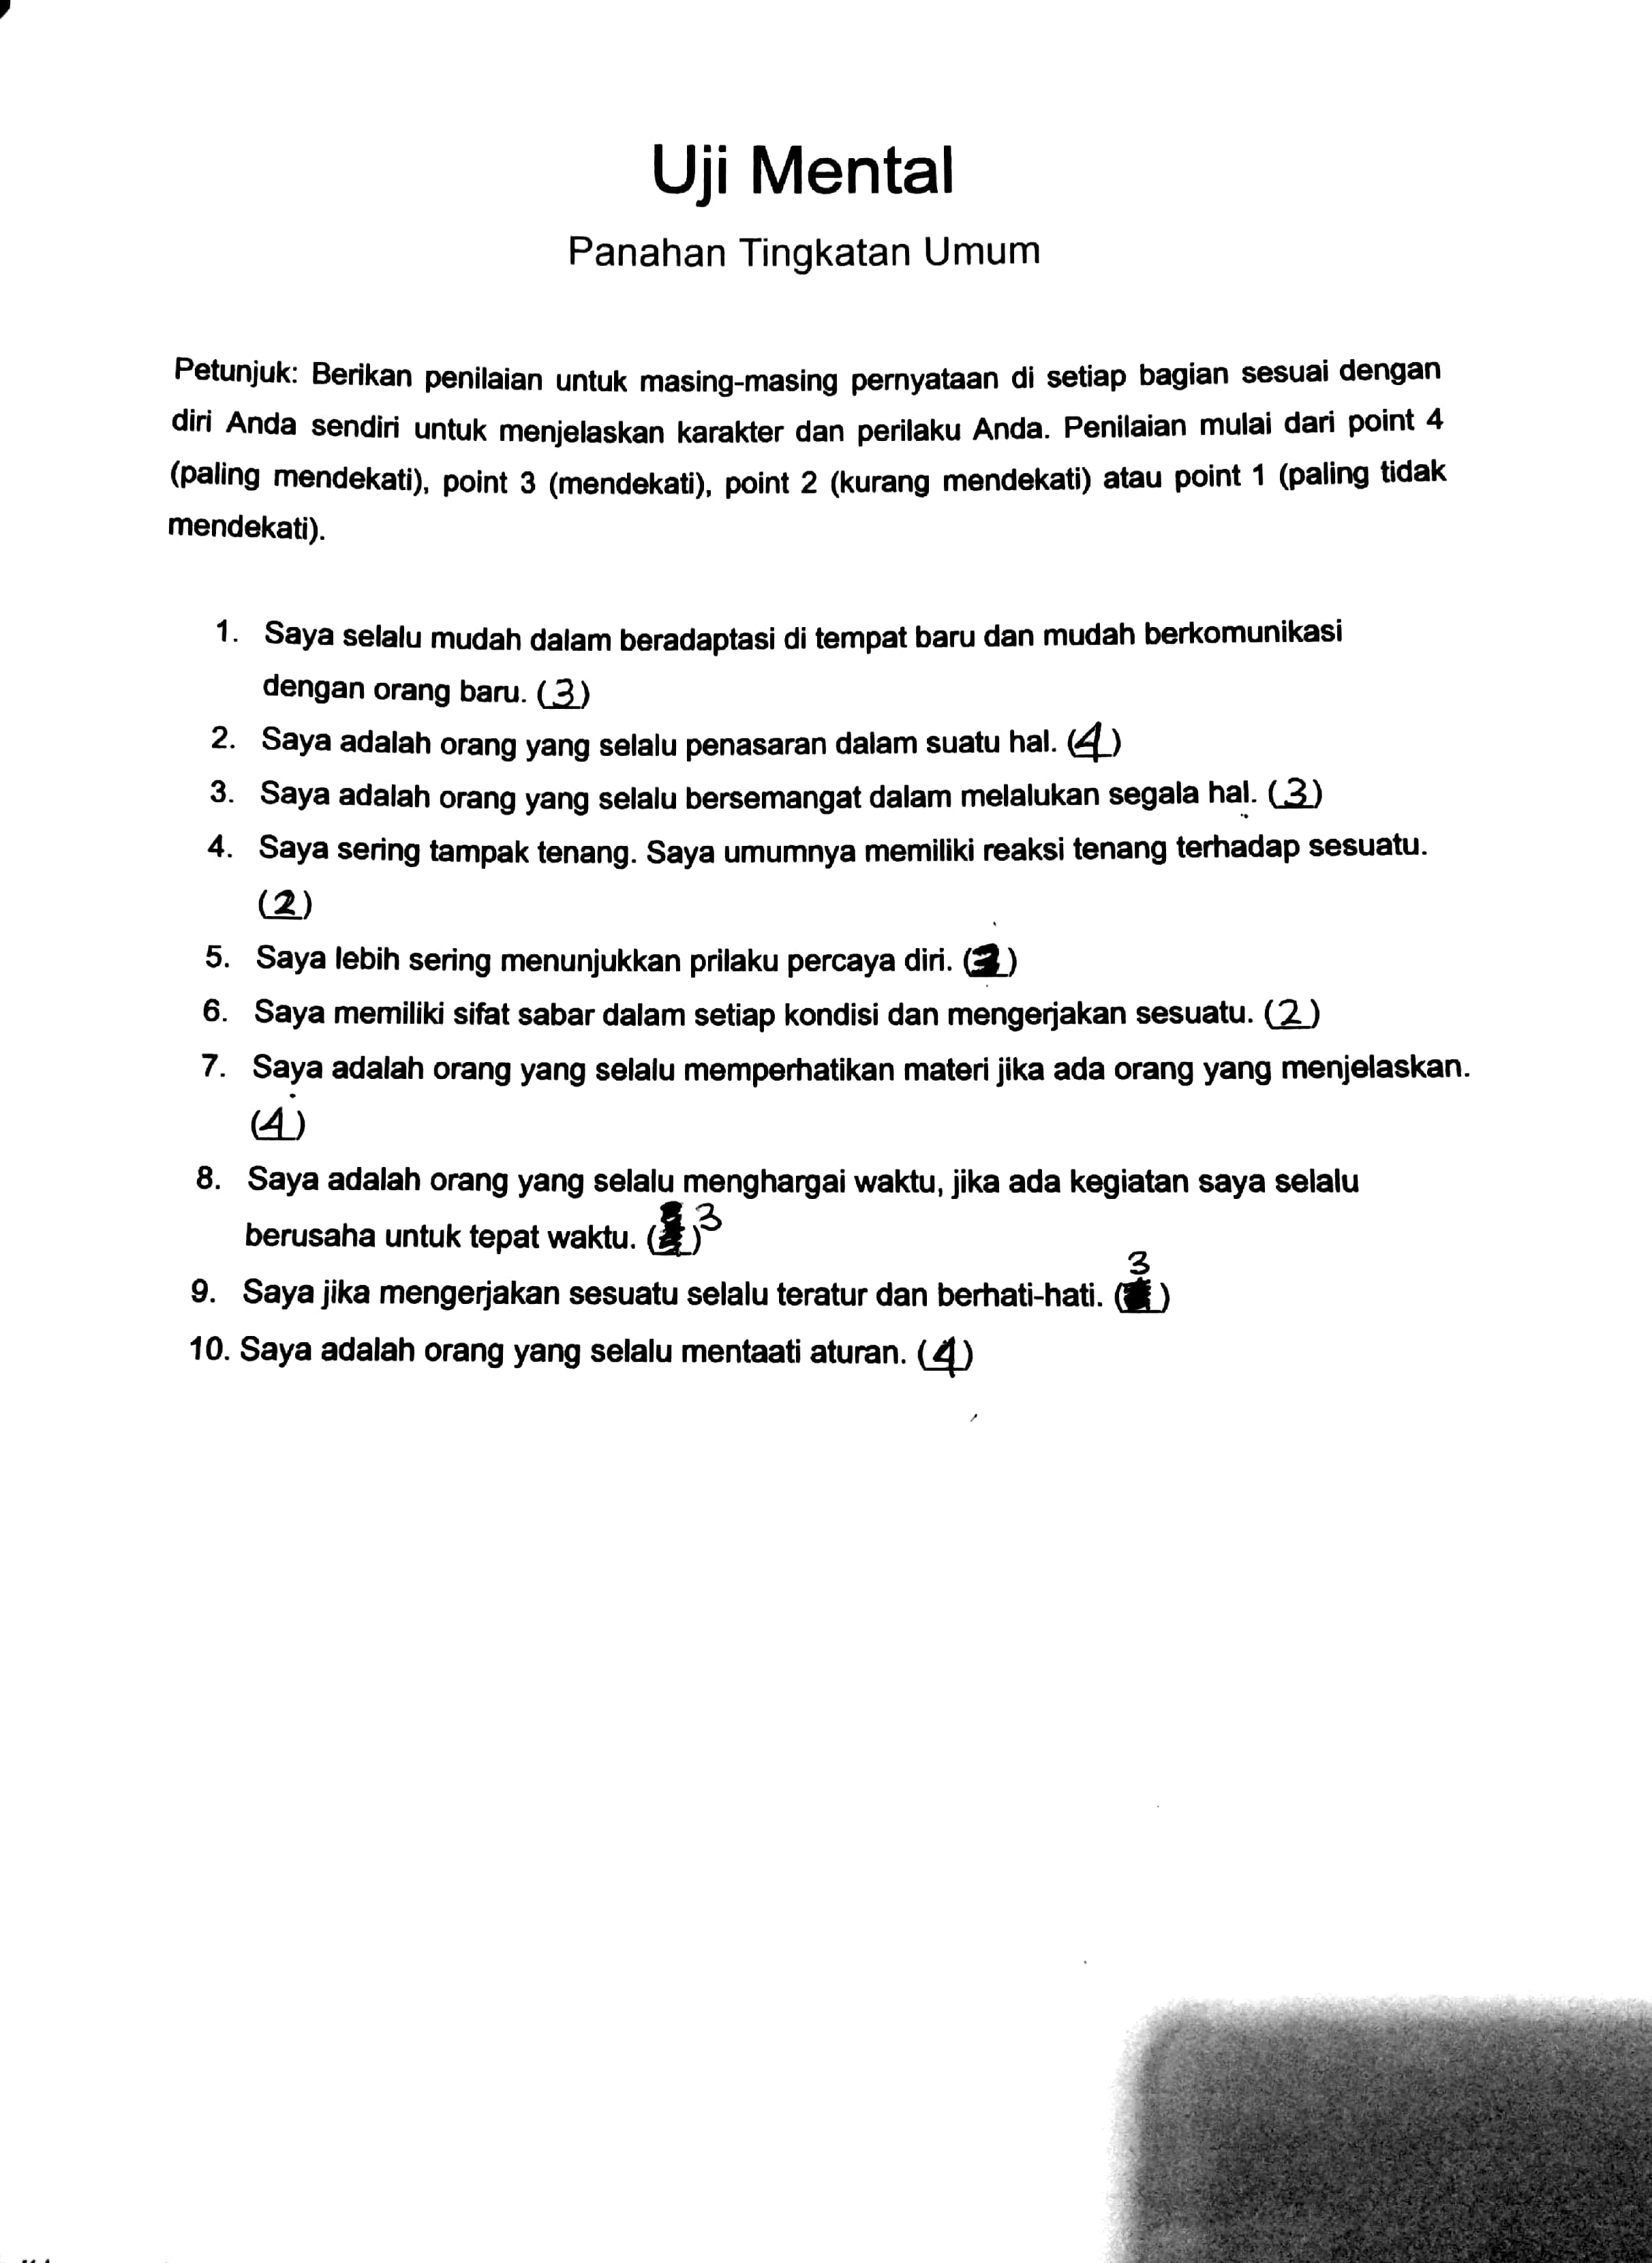 Uji Mental
Panahan Tingkatan Umum
Petunjuk: Berikan penilaian untuk masing-masing pernyataan di setiap bagian sesuai dengan
diri Anda sendiri untuk menjelaskan karakter dan perilaku Anda. Penilaian mulai dari point 4
(paling mendekati), point 3 (mendekati), point 2 (kurang mendekati) atau point 1 (paling tidak
mendekati).
1. Saya selalu mudah dalam beradaptasi di tempat baru dan mudah berkomunikasi
dengan orang baru. (3)
2. Saya adalah orang yang selalu penasaran dalam suatu hal. (4)
3. Saya adalah orang yang selalu bersemangat dalam melalukan segala hal. (3)
4. Saya sering tampak tenang. Saya umumnya memiliki reaksi tenang terhadap sesuatu.
(2)
5. Saya lebih sering menunjukkan prilaku percaya diri. ( )
6. Saya memiliki sifat sabar dalam setiap kondisi dan mengerjakan sesuatu. (2)
7. Saya adalah orang yang selalu memperhatikan materi jika ada orang yang menjelaskan.
(4)
8. Saya adalah orang yang selalu menghargai waktu, jika ada kegiatan saya selalu
berusaha untuk tepat waktu. ( ) 3
9. Saya jika mengerjakan sesuatu selalu teratur dan berhati-hati. ( ) 3
10. Saya adalah orang yang selalu mentaati aturan. (4)